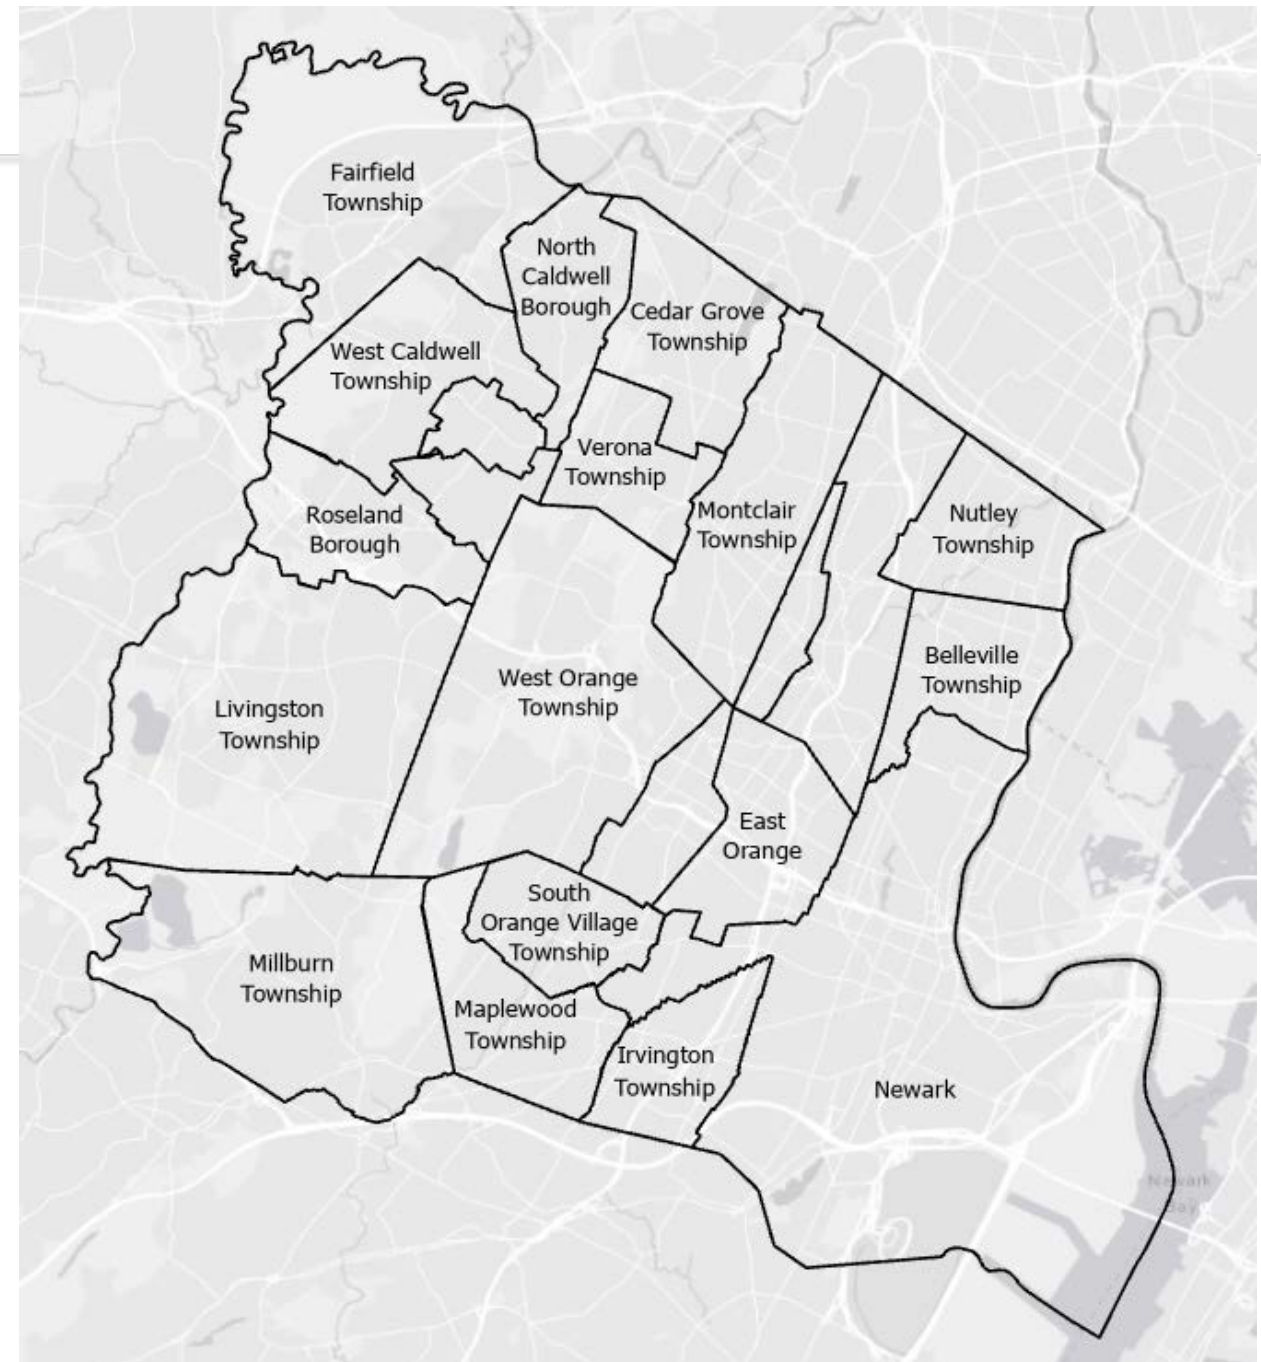 Fairfield
Township
North
Caldwell
Borough
Cedar Grove
Township
West Caldwell
Township
Verona
Township
Roseland
Borough
Montclair
Township
Nutley
Township
Belleville
Township
West Orange
Township
Livingston
Township
East
Orange
South
Orange Village
Township
Millburn
Township
Maplewood
Township
Irvington
Township
Newark
Newark
Bay